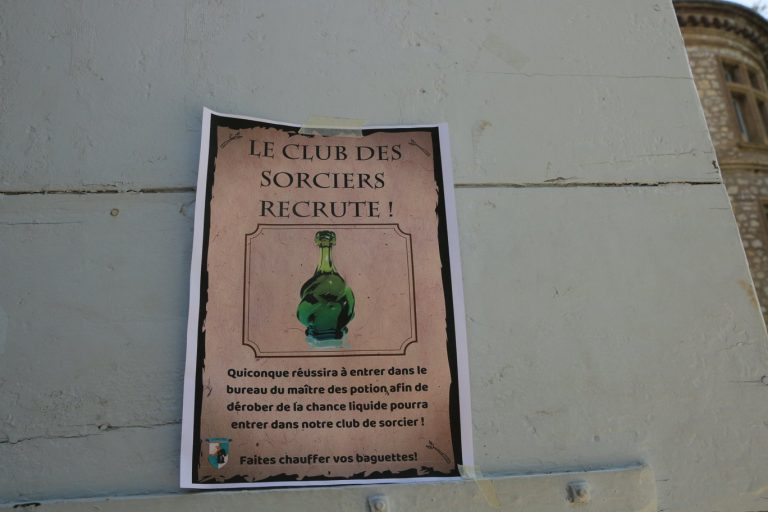 LE CLUB DES
SORCIERS
RECRUTE !
Quiconque réussira à entrer dans le
bureau du maître des potion afin de
dérober de la chance liquide pourra
entrer dans notre club de sorcier !
Faites chauffer vos baguettes!